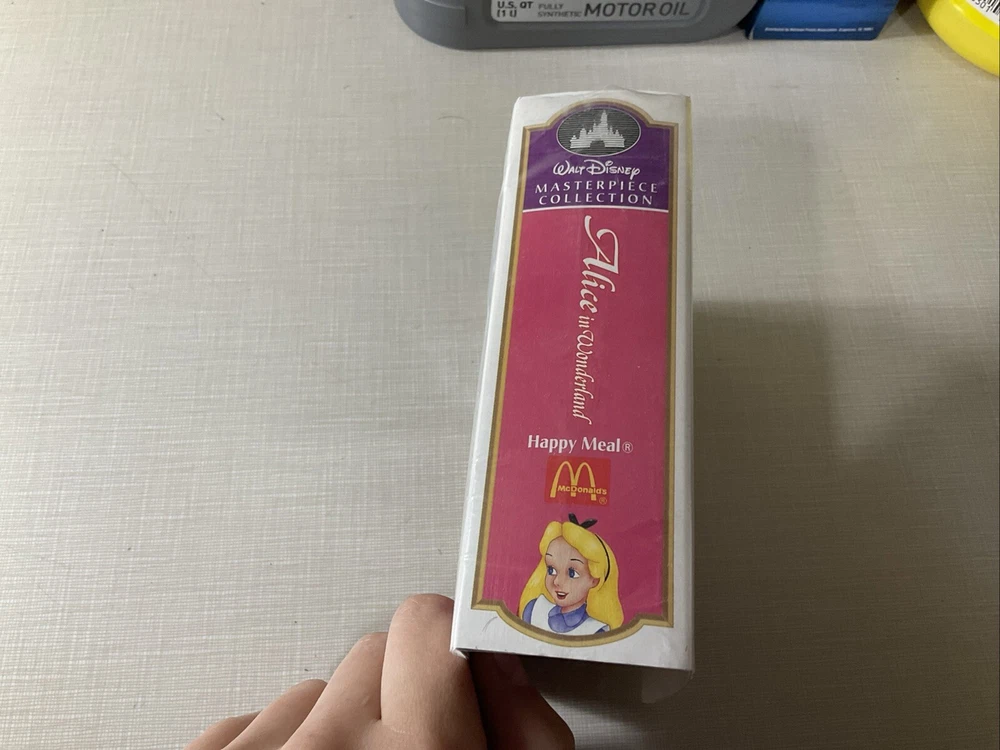 U.S. QT
(1 L)
FULLY
SYNTHETIC
MOTOR OIL
WALT DISNEY
MASTERPIECE
COLLECTION
Alice in Wonderland
Happy Meal®
McDonald's
®